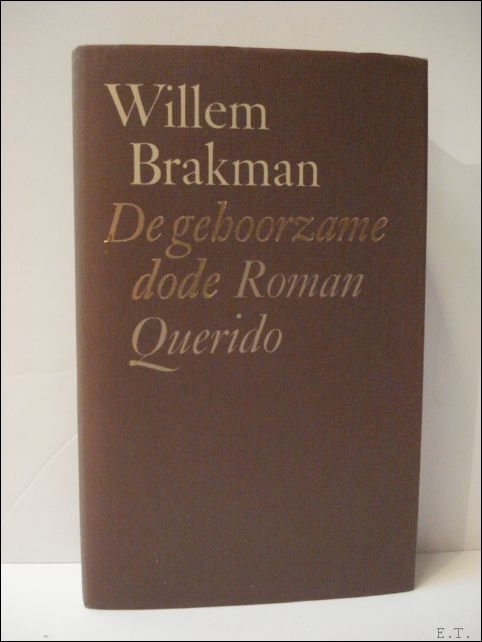 Willem
Brakman
De gehoorzame
dode Roman
Querido
E.T.